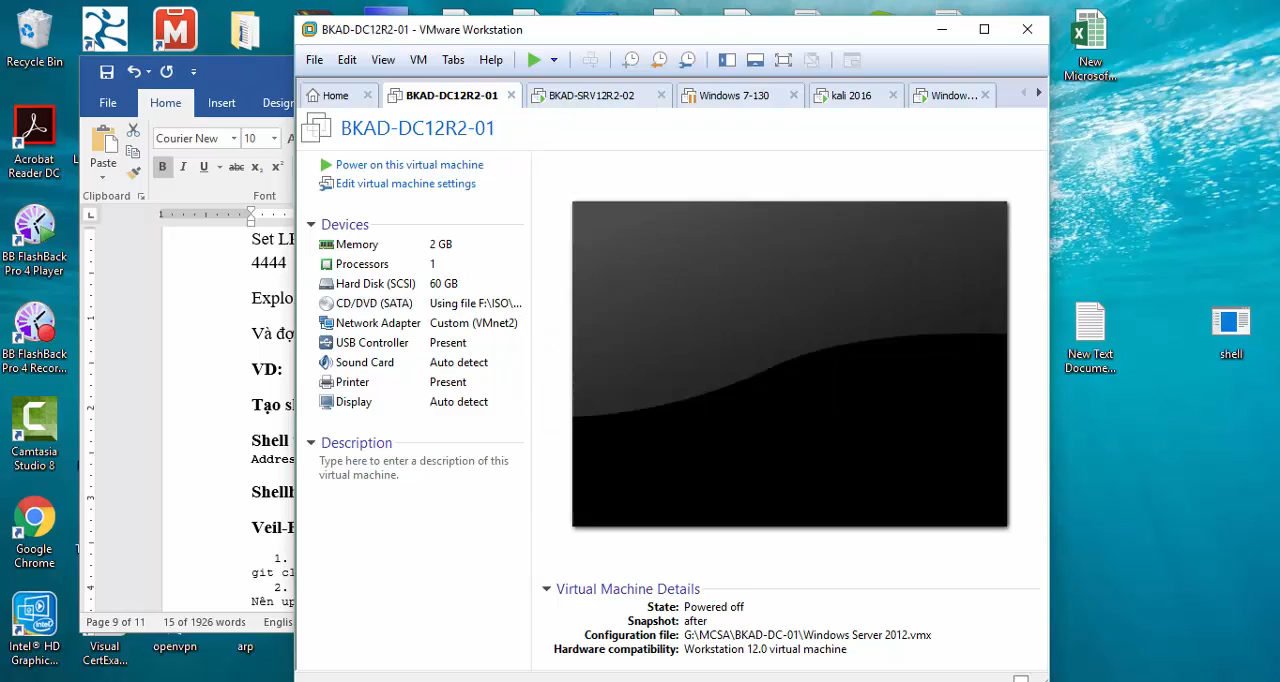 Recycle Bin
Acrobat
Reader DC
BB FlashBack
Pro 4 Player
BB FlashBack
Pro 4 Recor...
Camtasia
Studio 8
Google
Chrome
Intel® HD
Graphic...
Visual
CertExa...
openvpn
arp
File
Home
Insert
Design
Paste
Courier New
10
B I U abc x₂ x²
Clipboard
Font
Set
4444
Explo
Và
VD:
Tạo
Shell
Addres
Veil-
1.
git
2.
Nên
Page 9 of 11
15 of 1926 words
BKAD-DC12R2-01 - VMware Workstation
File Edit View VM Tabs Help
Home
BKAD-DC12R2-01
BKAD-SRV12R2-02
Windows 7-130
kali 2016
Window...
BKAD-DC12R2-01
Power on this virtual machine
Edit virtual machine settings
Devices
Memory 2 GB
Processors 1
Hard Disk (SCSI) 60 GB
CD/DVD (SATA) Using file F:\ISO\...
Network Adapter Custom (VMnet2)
USB Controller Present
Sound Card Auto detect
Printer Present
Display Auto detect
Description
Type here to enter a description of this
virtual machine.
Virtual Machine Details
State: Powered off
Snapshot: after
Configuration file: G:\MCSA\BKAD-DC-01\Windows Server 2012.vmx
Hardware compatibility: Workstation 12.0 virtual machine
New
Microsof...
New Text
Docume...
shell